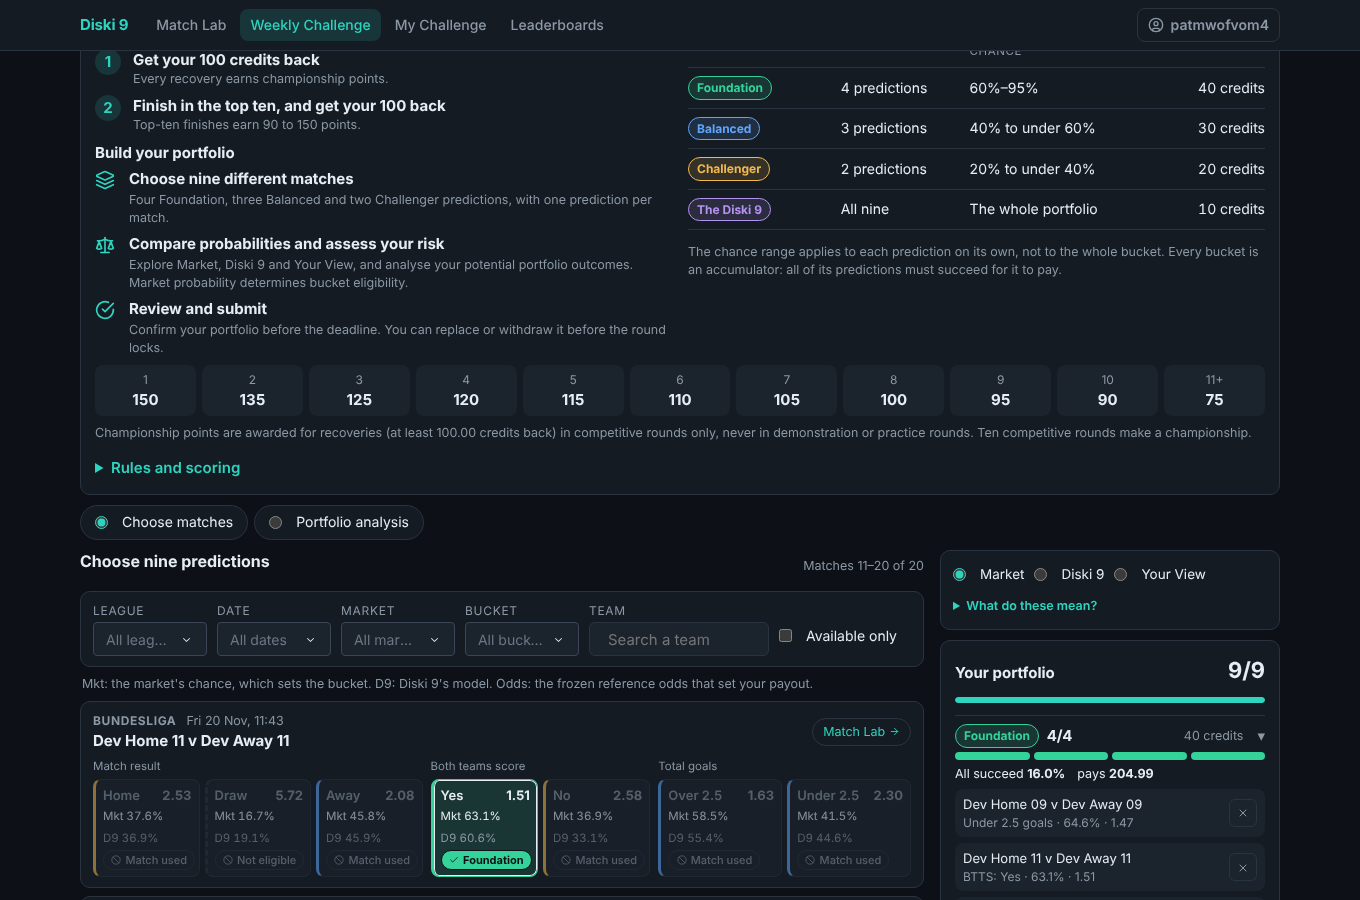 Diski 9
Match Lab
Weekly Challenge
My Challenge
Leaderboards
patmwofvom4
1
Get your 100 credits back
Every recovery earns championship points.
2
Finish in the top ten, and get your 100 back
Top-ten finishes earn 90 to 150 points.
Build your portfolio
Choose nine different matches
Four Foundation, three Balanced and two Challenger predictions, with one prediction per
match.
Compare probabilities and assess your risk
Explore Market, Diski 9 and Your View, and analyse your potential portfolio outcomes.
Market probability determines bucket eligibility.
Review and submit
Confirm your portfolio before the deadline. You can replace or withdraw it before the round
locks.
CHANCE
Foundation 4 predictions 60%–95% 40 credits
Balanced 3 predictions 40% to under 60% 30 credits
Challenger 2 predictions 20% to under 40% 20 credits
The Diski 9 All nine The whole portfolio 10 credits
The chance range applies to each prediction on its own, not to the whole bucket. Every bucket is
an accumulator: all of its predictions must succeed for it to pay.
1 2 3 4 5 6 7 8 9 10 11+
150 135 125 120 115 110 105 100 95 90 75
Championship points are awarded for recoveries (at least 100.00 credits back) in competitive rounds only, never in demonstration or practice rounds. Ten competitive rounds make a championship.
Rules and scoring
Choose matches
Portfolio analysis
Choose nine predictions
Matches 11–20 of 20
LEAGUE DATE MARKET BUCKET TEAM
All leag... All dates All mar... All buck... Search a team Available only
Mkt: the market's chance, which sets the bucket. D9: Diski 9's model. Odds: the frozen reference odds that set your payout.
BUNDESLIGA Fri 20 Nov, 11:43
Dev Home 11 v Dev Away 11
Match Lab →
Match result Both teams score Total goals
Home 2.53 Draw 5.72 Away 2.08 Yes 1.51 No 2.58 Over 2.5 1.63 Under 2.5 2.30
Mkt 37.6% Mkt 16.7% Mkt 45.8% Mkt 63.1% Mkt 36.9% Mkt 58.5% Mkt 41.5%
D9 36.9% D9 19.1% D9 45.9% D9 60.6% D9 33.1% D9 55.4% D9 44.6%
Match used Not eligible Match used Foundation Match used Match used Match used
Market Diski 9 Your View
What do these mean?
Your portfolio 9/9
Foundation 4/4 40 credits
All succeed 16.0% pays 204.99
Dev Home 09 v Dev Away 09
Under 2.5 goals · 64.6% · 1.47
Dev Home 11 v Dev Away 11
BTTS: Yes · 63.1% · 1.51